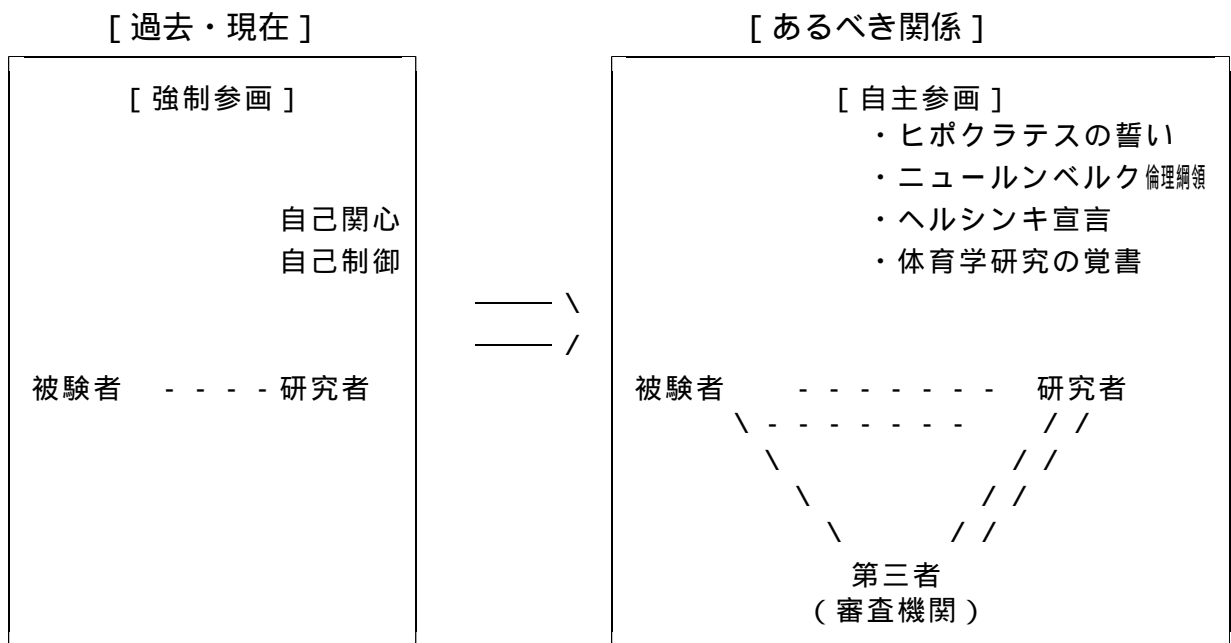 [ 過去・現在 ]
[ 強制参画 ]
自己関心
自己制御
被験者 - - - - 研究者
[ あるべき関係 ]
[ 自主参画 ]
・ヒポクラテスの誓い
・ニュールンベルク倫理綱領
・ヘルシンキ宣言
・体育学研究の覚書
被験者 - - - - - - - 研究者
第三者
( 審査機関 )